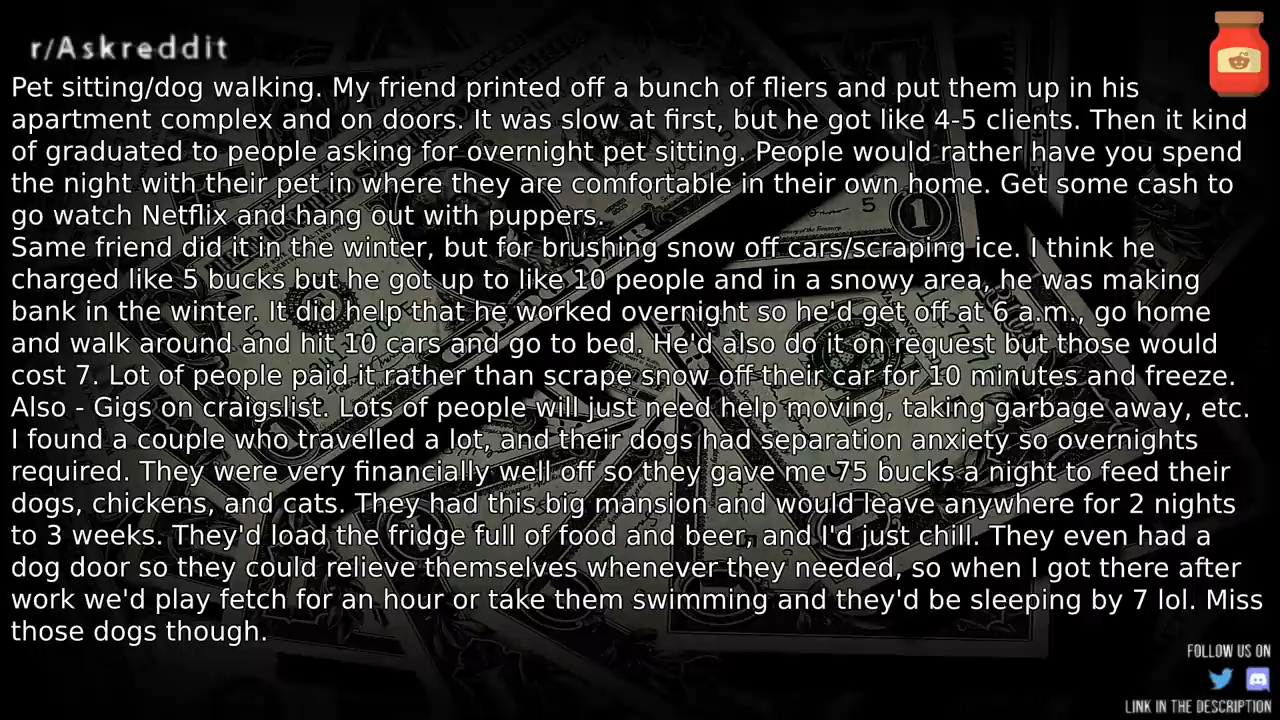 r/Askreddit
Pet sitting/dog walking. My friend printed off a bunch of fliers and put them up in his
apartment complex and on doors. It was slow at first, but he got like 4-5 clients. Then it kind
of graduated to people asking for overnight pet sitting. People would rather have you spend
the night with their pet in where they are comfortable in their own home. Get some cash to
go watch Netflix and hang out with puppers.
Same friend did it in the winter, but for brushing snow off cars/scraping ice. I think he
charged like 5 bucks but he got up to like 10 people and in a snowy area, he was making
bank in the winter. It did help that he worked overnight so he'd get off at 6 a.m., go home
and walk around and hit 10 cars and go to bed. He'd also do it on request but those would
cost 7. Lot of people paid it rather than scrape snow off their car for 10 minutes and freeze.
Also - Gigs on craigslist. Lots of people will just need help moving, taking garbage away, etc.
I found a couple who travelled a lot, and their dogs had separation anxiety so overnights
required. They were very financially well off so they gave me 75 bucks a night to feed their
dogs, chickens, and cats. They had this big mansion and would leave anywhere for 2 nights
to 3 weeks. They'd load the fridge full of food and beer, and I'd just chill. They even had a
dog door so they could relieve themselves whenever they needed, so when I got there after
work we'd play fetch for an hour or take them swimming and they'd be sleeping by 7 lol. Miss
those dogs though.
FOLLOW US ON
LINK IN THE DESCRIPTION